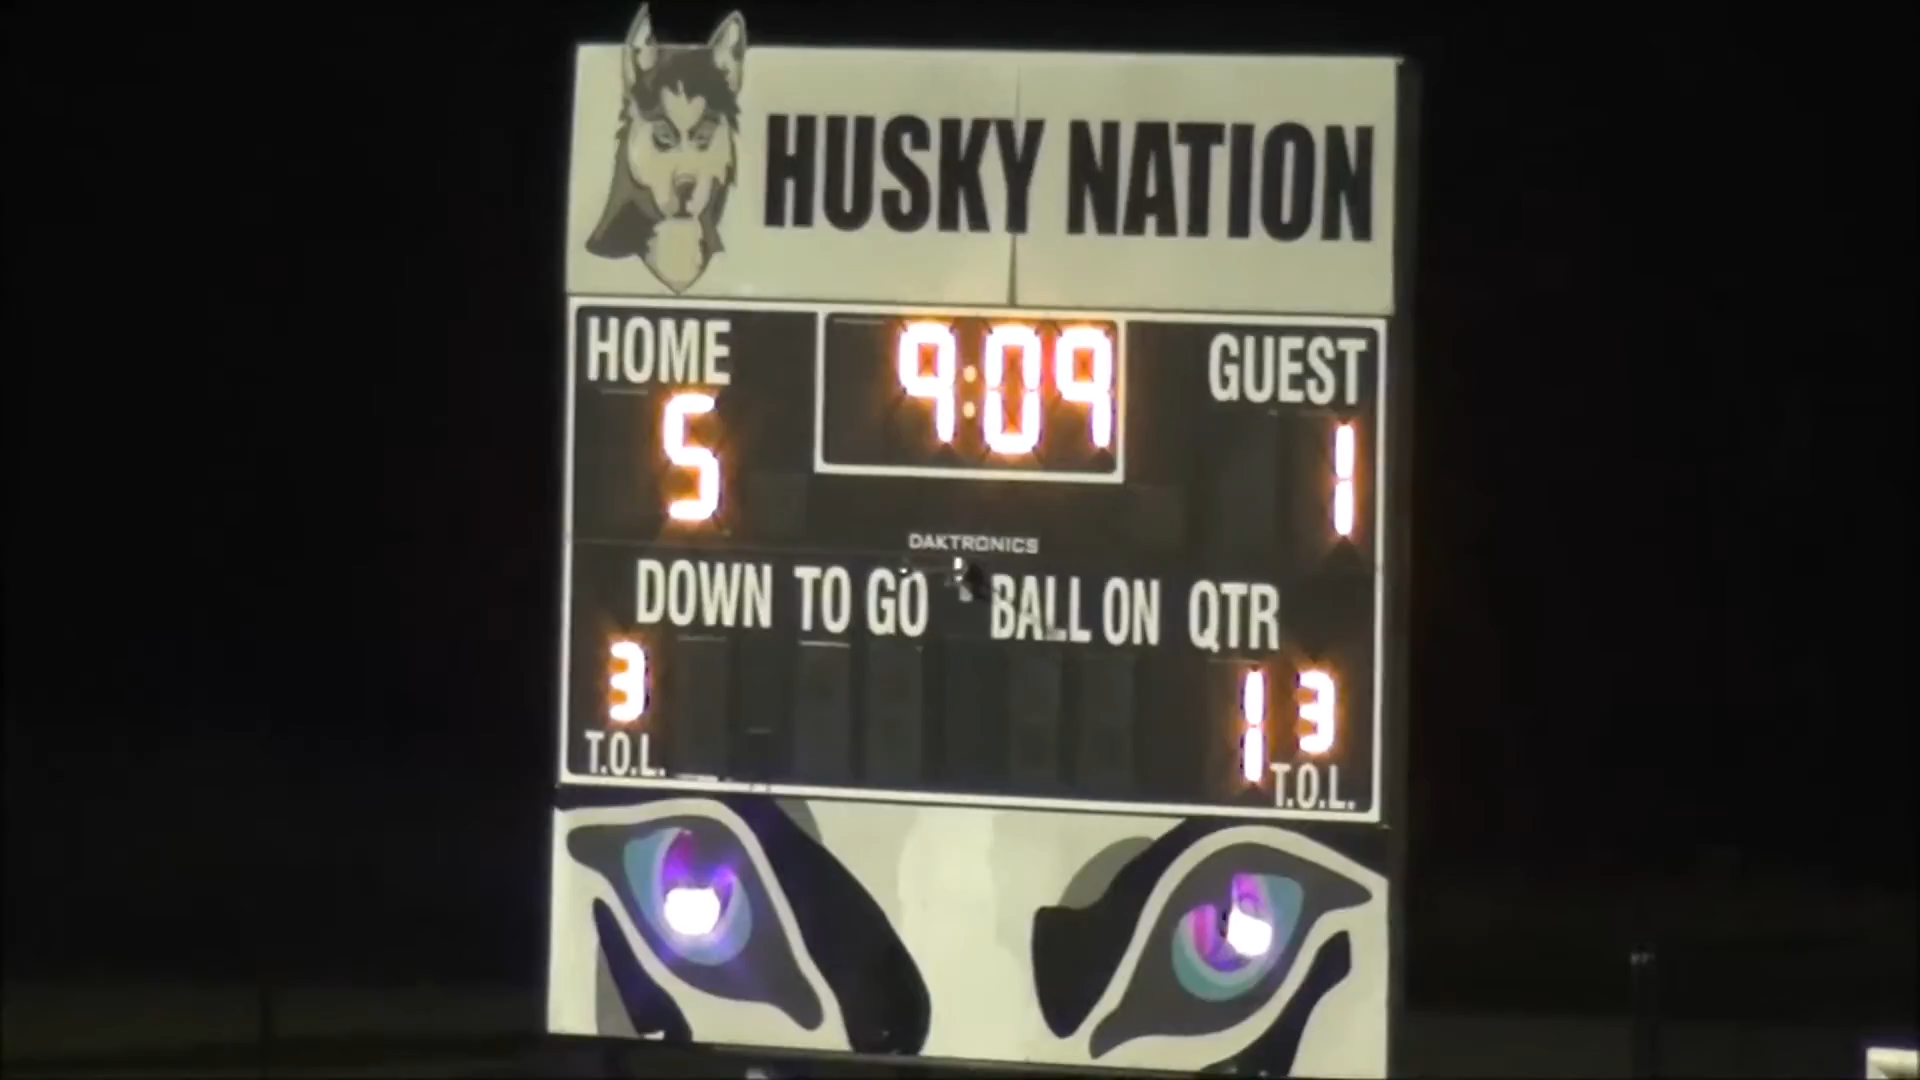 HUSKY NATION
HOME 9:09 GUEST
5 1
DAKTRONICS
DOWN TO GO BALL ON QTR
3 1 3
T.O.L. T.O.L.